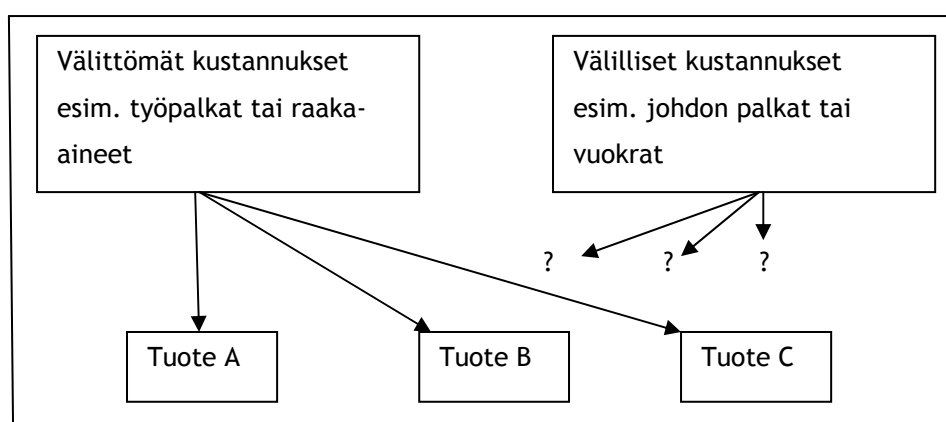 Välittömät kustannukset
esim. työpalkat tai raaka-
aineet
Välilliset kustannukset
esim. johdon palkat tai
vuokrat
? ? ?
Tuote A
Tuote B
Tuote C